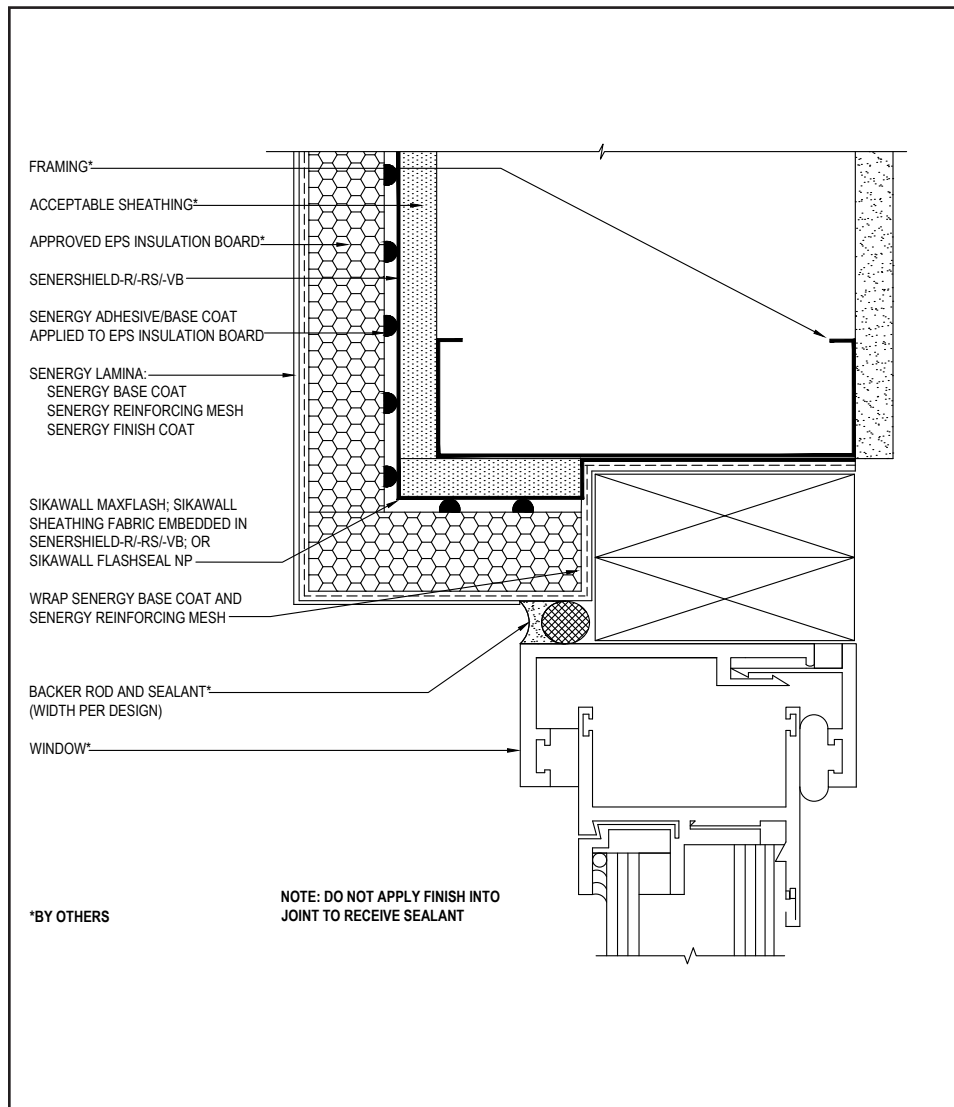 FRAMING*
ACCEPTABLE SHEATHING*
APPROVED EPS INSULATION BOARD*
SENERSHIELD-R/-RS/-VB
SENERGY ADHESIVE/BASE COAT
APPLIED TO EPS INSULATION BOARD
SENERGY LAMINA:
SENERGY BASE COAT
SENERGY REINFORCING MESH
SENERGY FINISH COAT
SIKAWALL MAXFLASH; SIKAWALL
SHEATHING FABRIC EMBEDDED IN
SENERSHIELD-R/-RS/-VB; OR
SIKAWALL FLASHSEAL NP
WRAP SENERGY BASE COAT AND
SENERGY REINFORCING MESH
BACKER ROD AND SEALANT*
(WIDTH PER DESIGN)
WINDOW*
*BY OTHERS
NOTE: DO NOT APPLY FINISH INTO
JOINT TO RECEIVE SEALANT